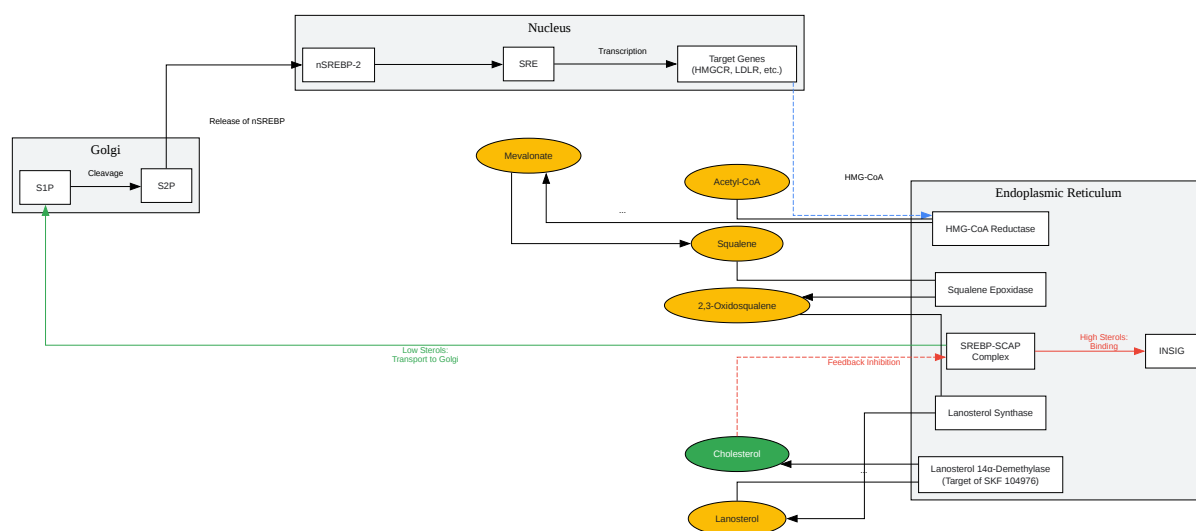 Nucleus
nSREBP-2
SRE
Transcription
Target Genes
(HMGCR, LDLR, etc.)
Release of nSREBP
Golgi
S1P
Cleavage
S2P
Mevalonate
Acetyl-CoA
HMG-CoA
Endoplasmic Reticulum
...
HMG-CoA Reductase
Squalene
Squalene Epoxidase
2,3-Oxidosqualene
Low Sterols:
Transport to Golgi
Feedback Inhibition
SREBP-SCAP
Complex
High Sterols:
Binding
INSIG
Lanosterol Synthase
Cholesterol
...
Lanosterol 14α-Demethylase
(Target of SKF 104976)
Lanosterol